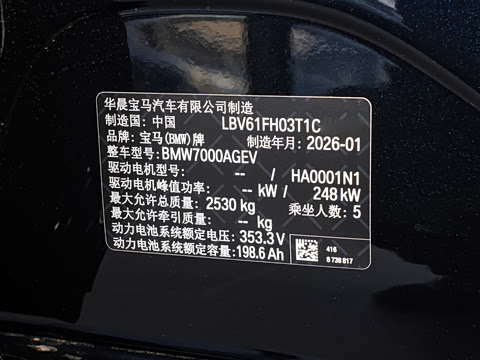 华晨宝马汽车有限公司制造
制造国: 中国 LBV61FH03T1C
品牌: 宝马(BMW)牌 制造年月: 2026-01
整车型号: BMW7000AGEV
驱动电机型号: -- / HA0001N1
驱动电机峰值功率: -- kW / 248 kW
最大允许总质量: 2530 kg 乘坐人数: 5
最大允许牵引质量: -- kg
动力电池系统额定电压: 353.3 V
动力电池系统额定容量: 198.6 Ah
416
8 738 817